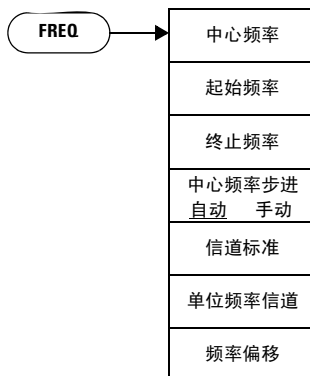 FREQ
中心频率
起始频率
终止频率
中心频率步进
自动 手动
信道标准
单位频率信道
频率偏移